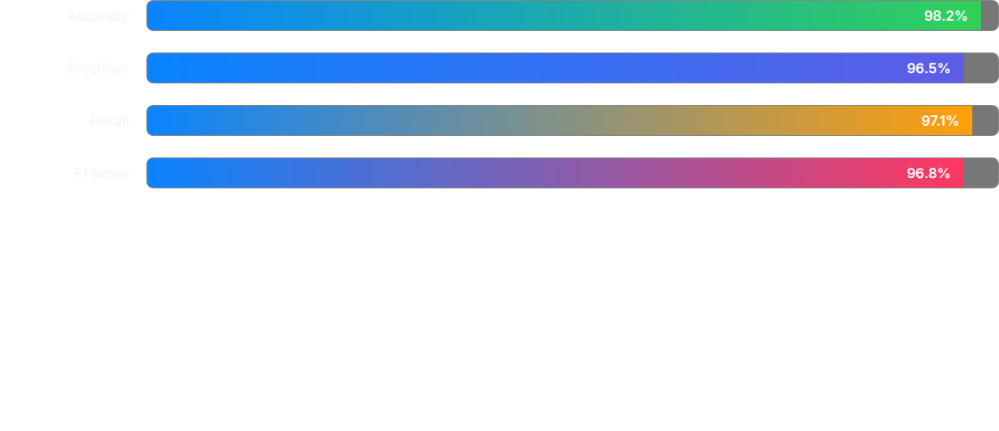 Accuracy 98.2%
Precision 96.5%
Recall 97.1%
F1 Score 96.8%